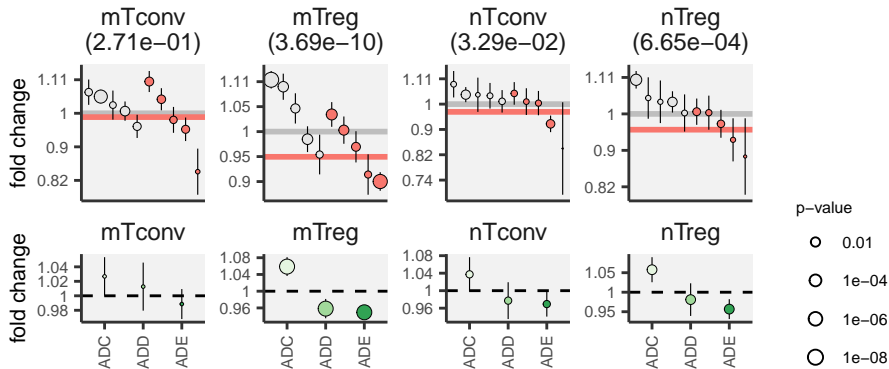 mTconv
(2.71e−01)
mTreg
(3.69e−10)
nTconv
(3.29e−02)
nTreg
(6.65e−04)
fold change
1.11
1
0.9
0.82
1.11
1.05
1
0.95
0.9
1.11
1
0.9
0.82
0.74
1.11
1
0.9
0.82
mTconv
mTreg
nTconv
nTreg
fold change
1.04
1.02
1
0.98
1.08
1.04
1
0.96
1.08
1.04
1
0.96
1.05
1
0.95
ADC
ADD
ADE
ADC
ADD
ADE
ADC
ADD
ADE
ADC
ADD
ADE
p−value
0.01
1e−04
1e−06
1e−08